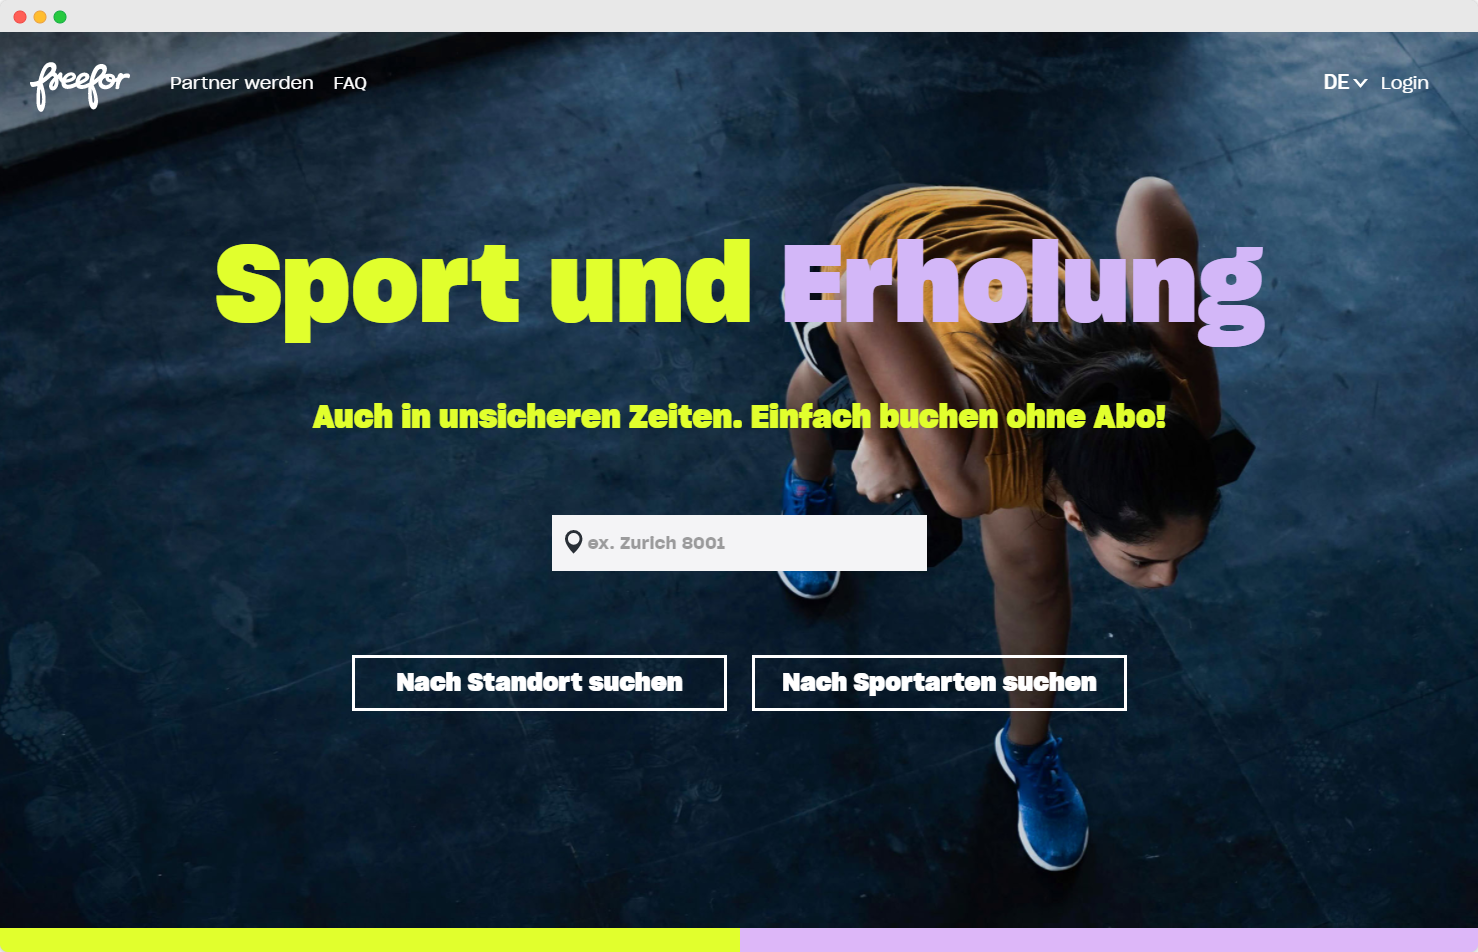 freefor
Partner werden
FAQ
DE
Login
Sport und Erholung
Auch in unsicheren Zeiten. Einfach buchen ohne Abo!
ex. Zurich 8001
Nach Standort suchen
Nach Sportarten suchen